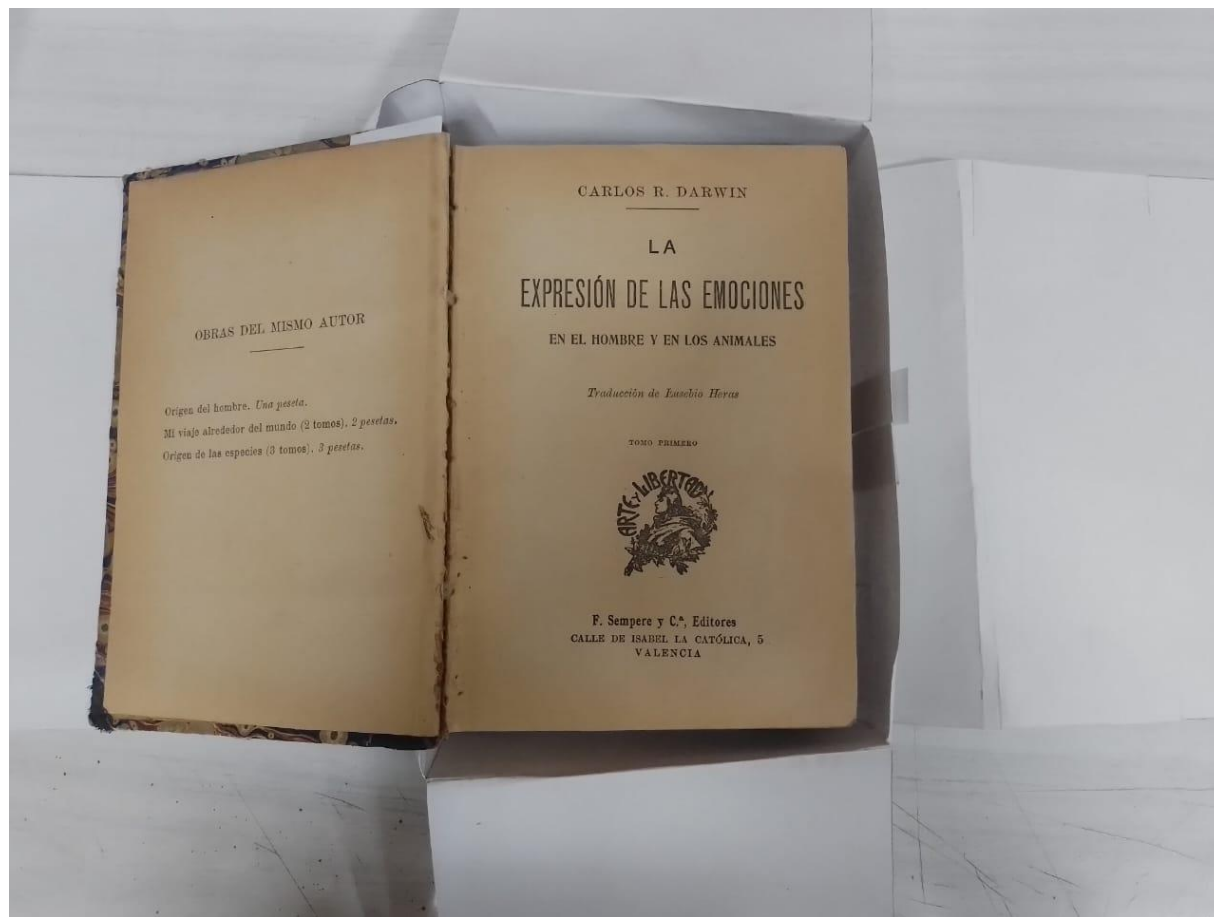 OBRAS DEL MISMO AUTOR
Origen del hombre. Una peseta.
Mi viaje alrededor del mundo (2 tomos). 2 pesetas.
Origen de las especies (3 tomos). 3 pesetas.
CARLOS R. DARWIN
LA
EXPRESIÓN DE LAS EMOCIONES
EN EL HOMBRE Y EN LOS ANIMALES
Traducción de Eusebio Heras
TOMO PRIMERO
ARTE Y LIBERTAD
F. Sempere y C.ª, Editores
CALLE DE ISABEL LA CATÓLICA, 5
VALENCIA